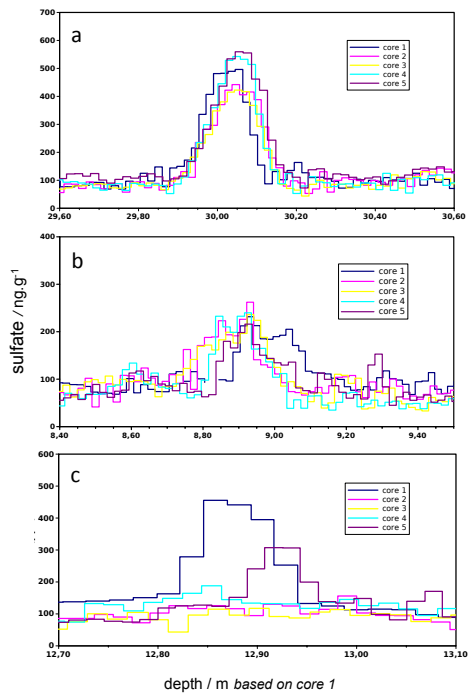 700
a
600
500
400
300
200
100
0
core 1
core 2
core 3
core 4
core 5
29,60 29,80 30,00 30,20 30,40 30,60
sulfate / ng.g-1
400
b
300
200
100
0
core 1
core 2
core 3
core 4
core 5
8,40 8,60 8,80 9,00 9,20 9,40
600
c
500
400
300
200
100
0
core 1
core 2
core 3
core 4
core 5
12,70 12,80 12,90 13,00 13,10
depth / m based on core 1